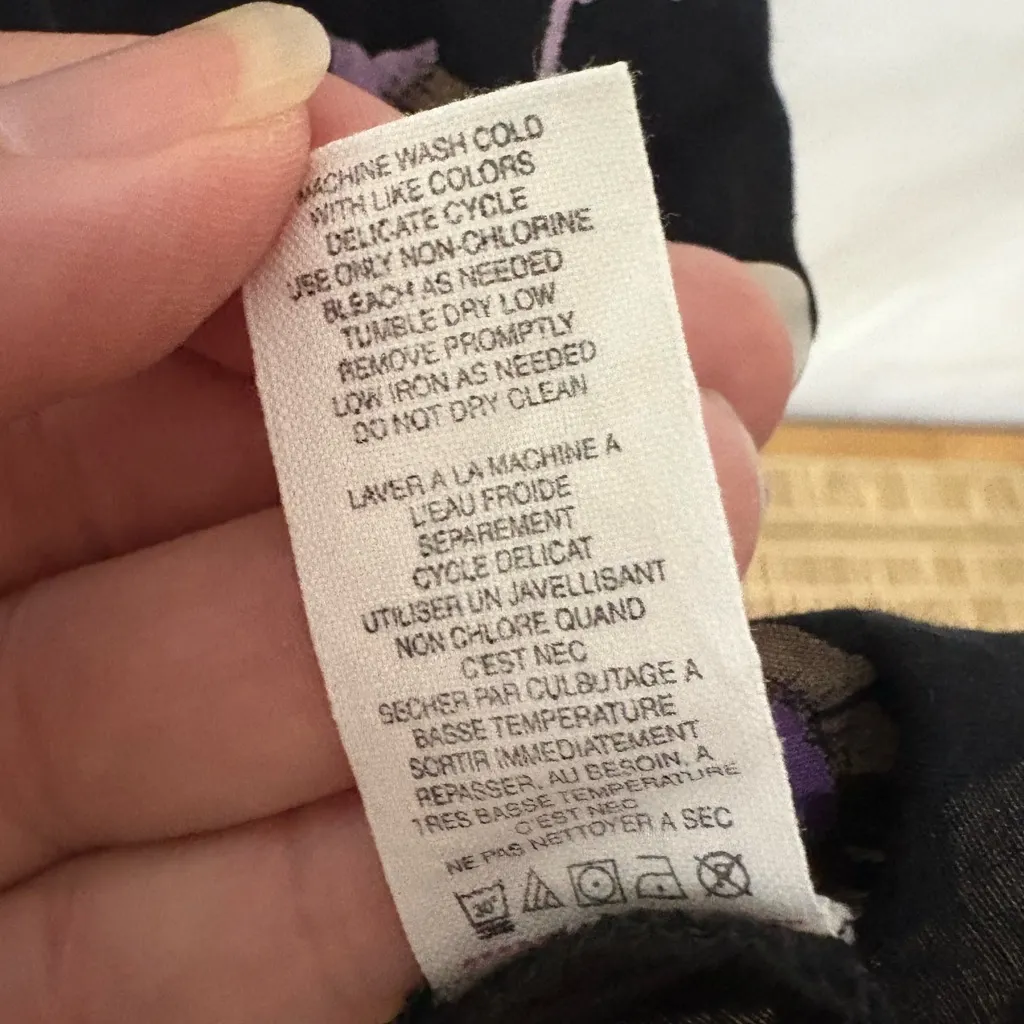 MACHINE WASH COLD
WITH LIKE COLORS
DELICATE CYCLE
USE ONLY NON-CHLORINE
BLEACH AS NEEDED
TUMBLE DRY LOW
REMOVE PROMPTLY
LOW IRON AS NEEDED
DO NOT DRY CLEAN
LAVER A LA MACHINE A
L'EAU FROIDE
SEPAREMENT
CYCLE DELICAT
UTILISER UN JAVELLISANT
NON CHLORE QUAND
C'EST NEC
SECHER PAR CULBUTAGE A
BASSE TEMPERATURE
SORTIR IMMEDIATEMENT
REPASSER, AU BESOIN, A
TRES BASSE TEMPERATURE
C'EST NEC
NE PAS NETTOYER A SEC
30°